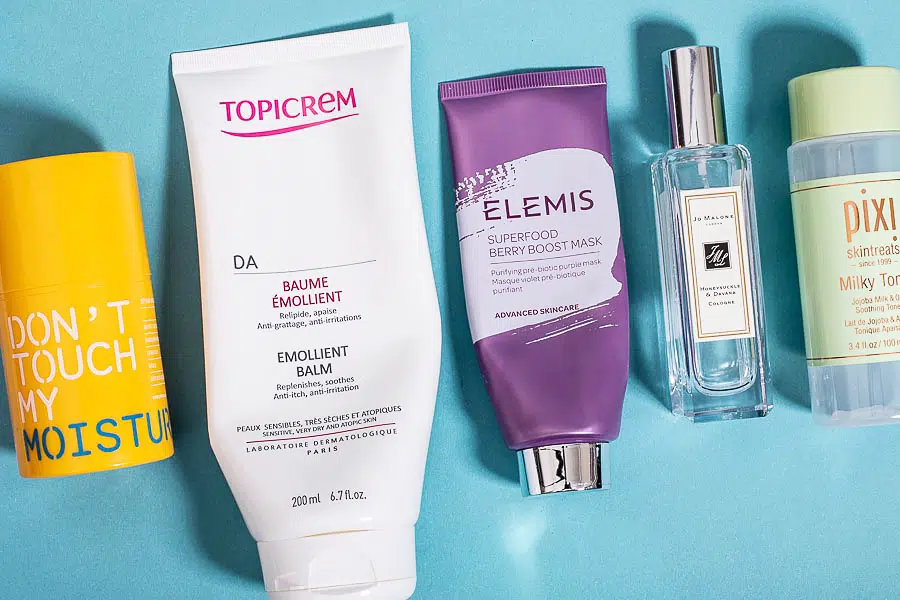 DON'T
TOUCH
MY
MOISTUR
TOPICREM
DA
BAUME
ÉMOLLIENT
Relipide, apaise
Anti-grattage, anti-irritations
EMOLLIENT
BALM
Replenishes, soothes
Anti-itch, anti-irritation
PEAUX SENSIBLES, TRÈS SÈCHES ET ATOPIQUES
SENSITIVE, VERY DRY AND ATOPIC SKIN
LABORATOIRE DERMATOLOGIQUE
PARIS
200 ml 6.7 fl.oz.
ELEMIS
SUPERFOOD
BERRY BOOST MASK
Purifying pre-biotic purple mask
Masque violet pré-biotique
purifiant
ADVANCED SKINCARE
JO MALONE
LONDON
HONEYSUCKLE
& DAVANA
COLOGNE
PIXI
skintreats
– since 1999 –
Milky Ton
Jojoba Milk & O
Soothing Tone
Lait de Jojoba & A
Tonique Apaisa
3.4 fl.oz/100 m